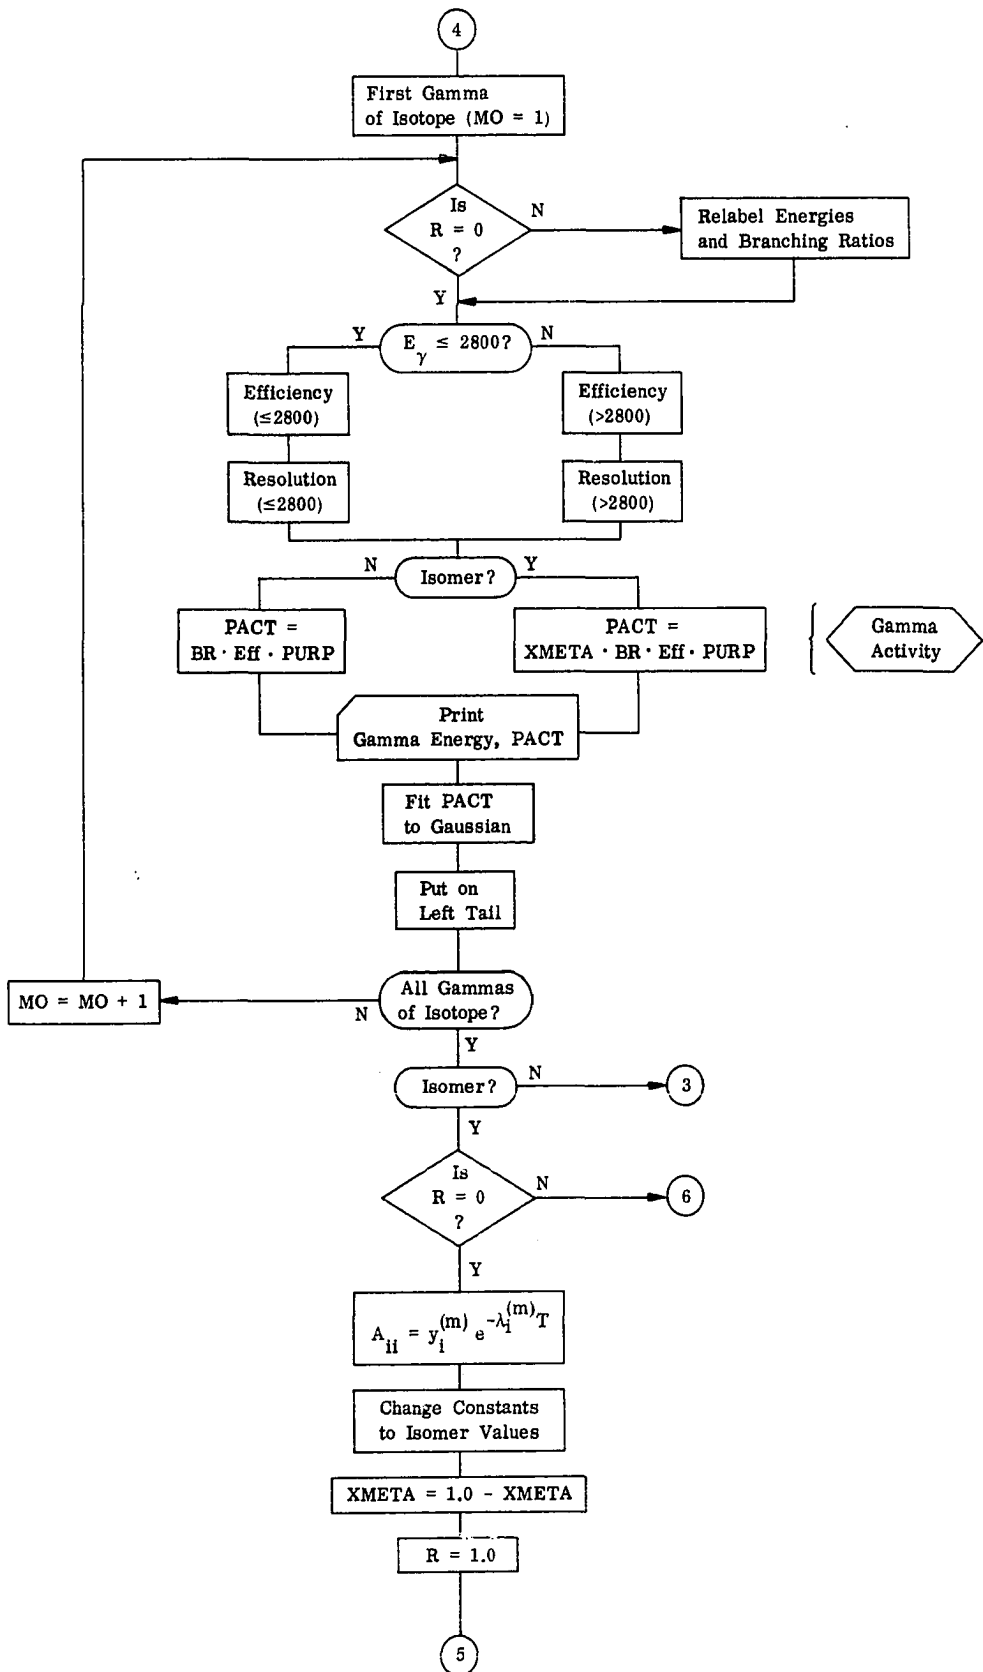 4
First Gamma
of Isotope (MO = 1)
Is
R = 0
?
N
Relabel Energies
and Branching Ratios
Y
Y
E_γ ≤ 2800?
N
Efficiency
(≤2800)
Efficiency
(>2800)
Resolution
(≤2800)
Resolution
(>2800)
N
Isomer?
Y
PACT =
BR · Eff · PURP
PACT =
XMETA · BR · Eff · PURP
Gamma
Activity
Print
Gamma Energy, PACT
Fit PACT
to Gaussian
Put on
Left Tail
All Gammas
of Isotope?
N
MO = MO + 1
Y
Isomer?
N
3
Y
Is
R = 0
?
N
6
Y
A_ii = y_i^(m) e^-λ_i^(m)T
Change Constants
to Isomer Values
XMETA = 1.0 - XMETA
R = 1.0
5